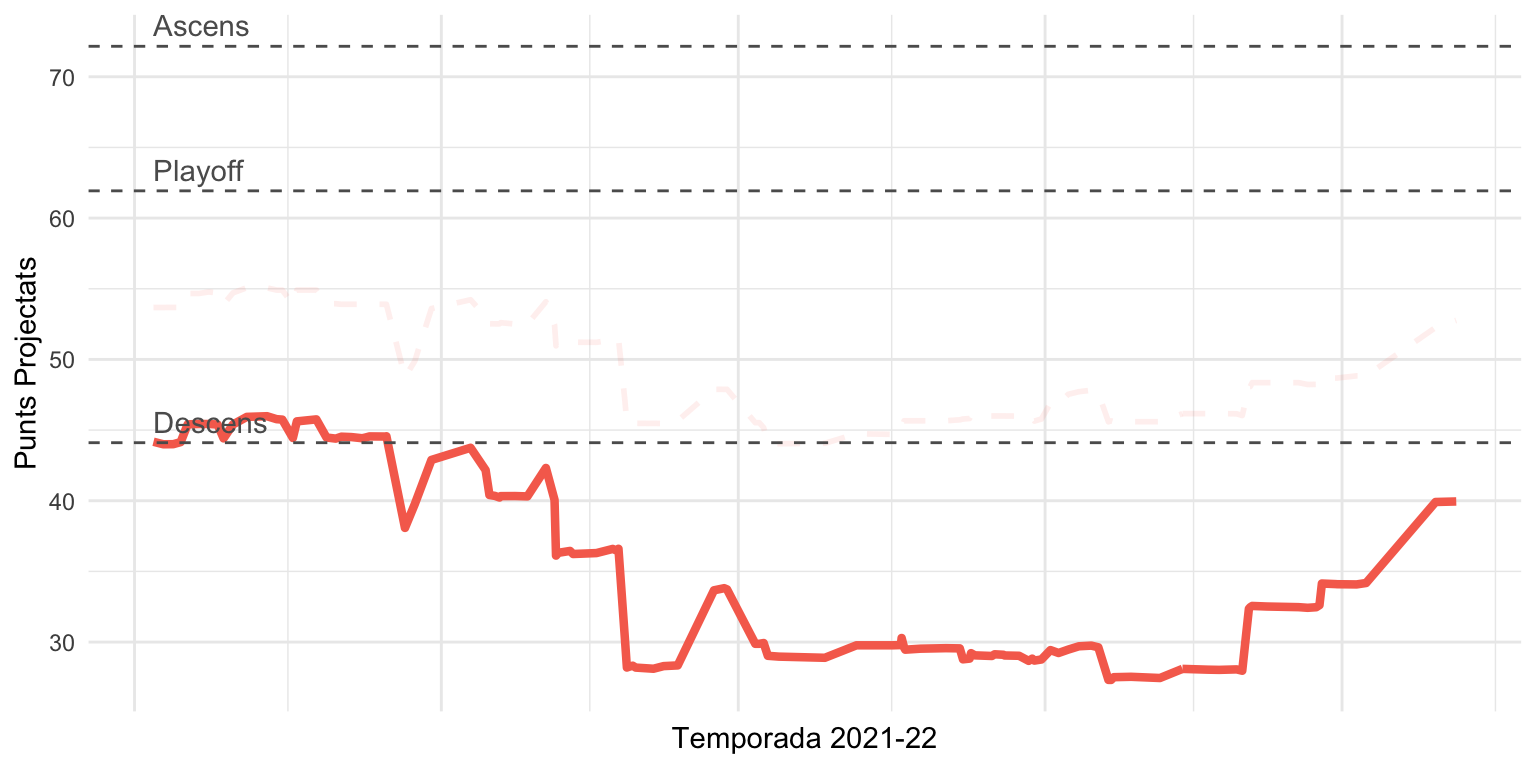 Ascens
70
Playoff
60
50
Descens
40
30
Punts Projectats
Temporada 2021-22